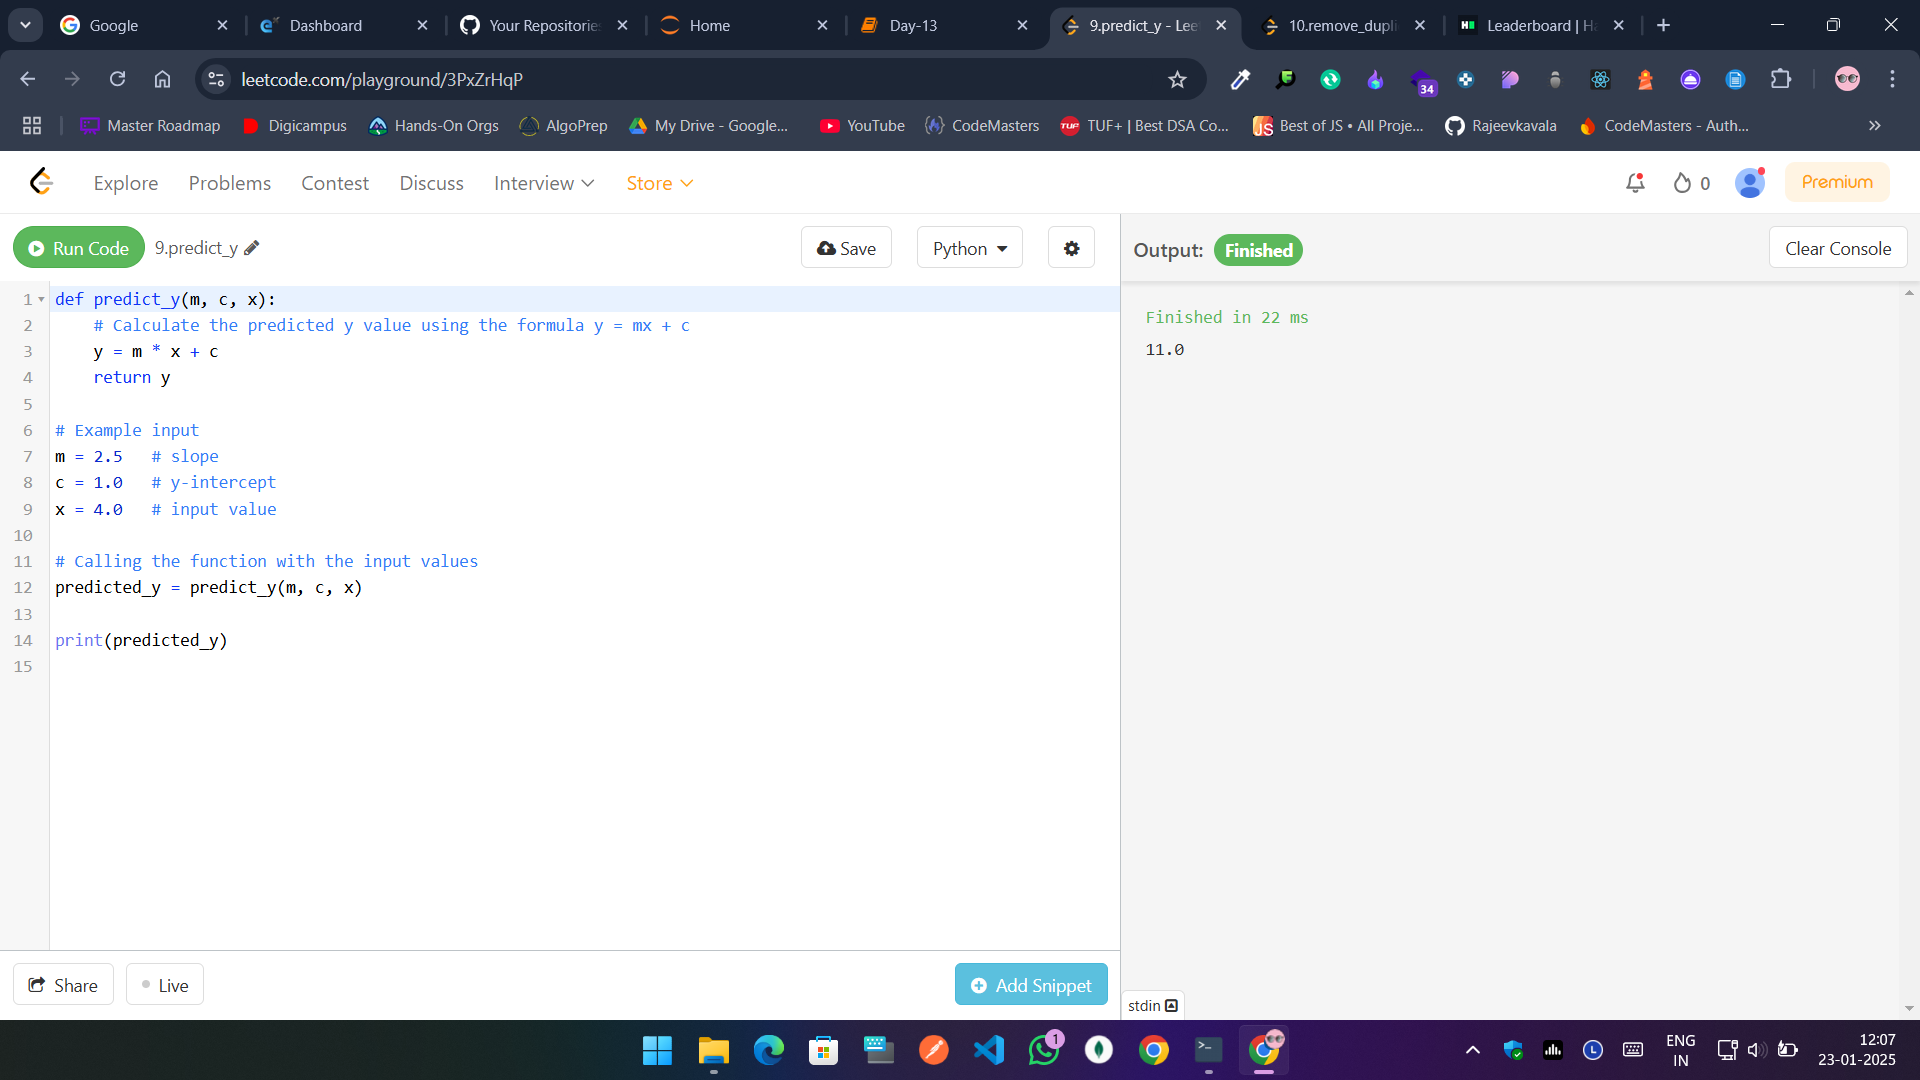 Google
Dashboard
Your Repositories
Home
Day-13
9.predict_y - Lee
10.remove_dupli
Leaderboard | Ha
leetcode.com/playground/3PxZrHqP
34
Master Roadmap
Digicampus
Hands-On Orgs
AlgoPrep
My Drive - Google...
YouTube
CodeMasters
TUF+ | Best DSA Co...
Best of JS • All Proje...
Rajeevkavala
CodeMasters - Auth...
Explore
Problems
Contest
Discuss
Interview
Store
0
Premium
Run Code
9.predict_y
Save
Python
Output:
Finished
Clear Console
1 def predict_y(m, c, x):
2 # Calculate the predicted y value using the formula y = mx + c
3 y = m * x + c
4 return y
5
6 # Example input
7 m = 2.5 # slope
8 c = 1.0 # y-intercept
9 x = 4.0 # input value
10
11 # Calling the function with the input values
12 predicted_y = predict_y(m, c, x)
13
14 print(predicted_y)
15
Finished in 22 ms
11.0
Share
Live
Add Snippet
stdin
1
ENG
IN
12:07
23-01-2025